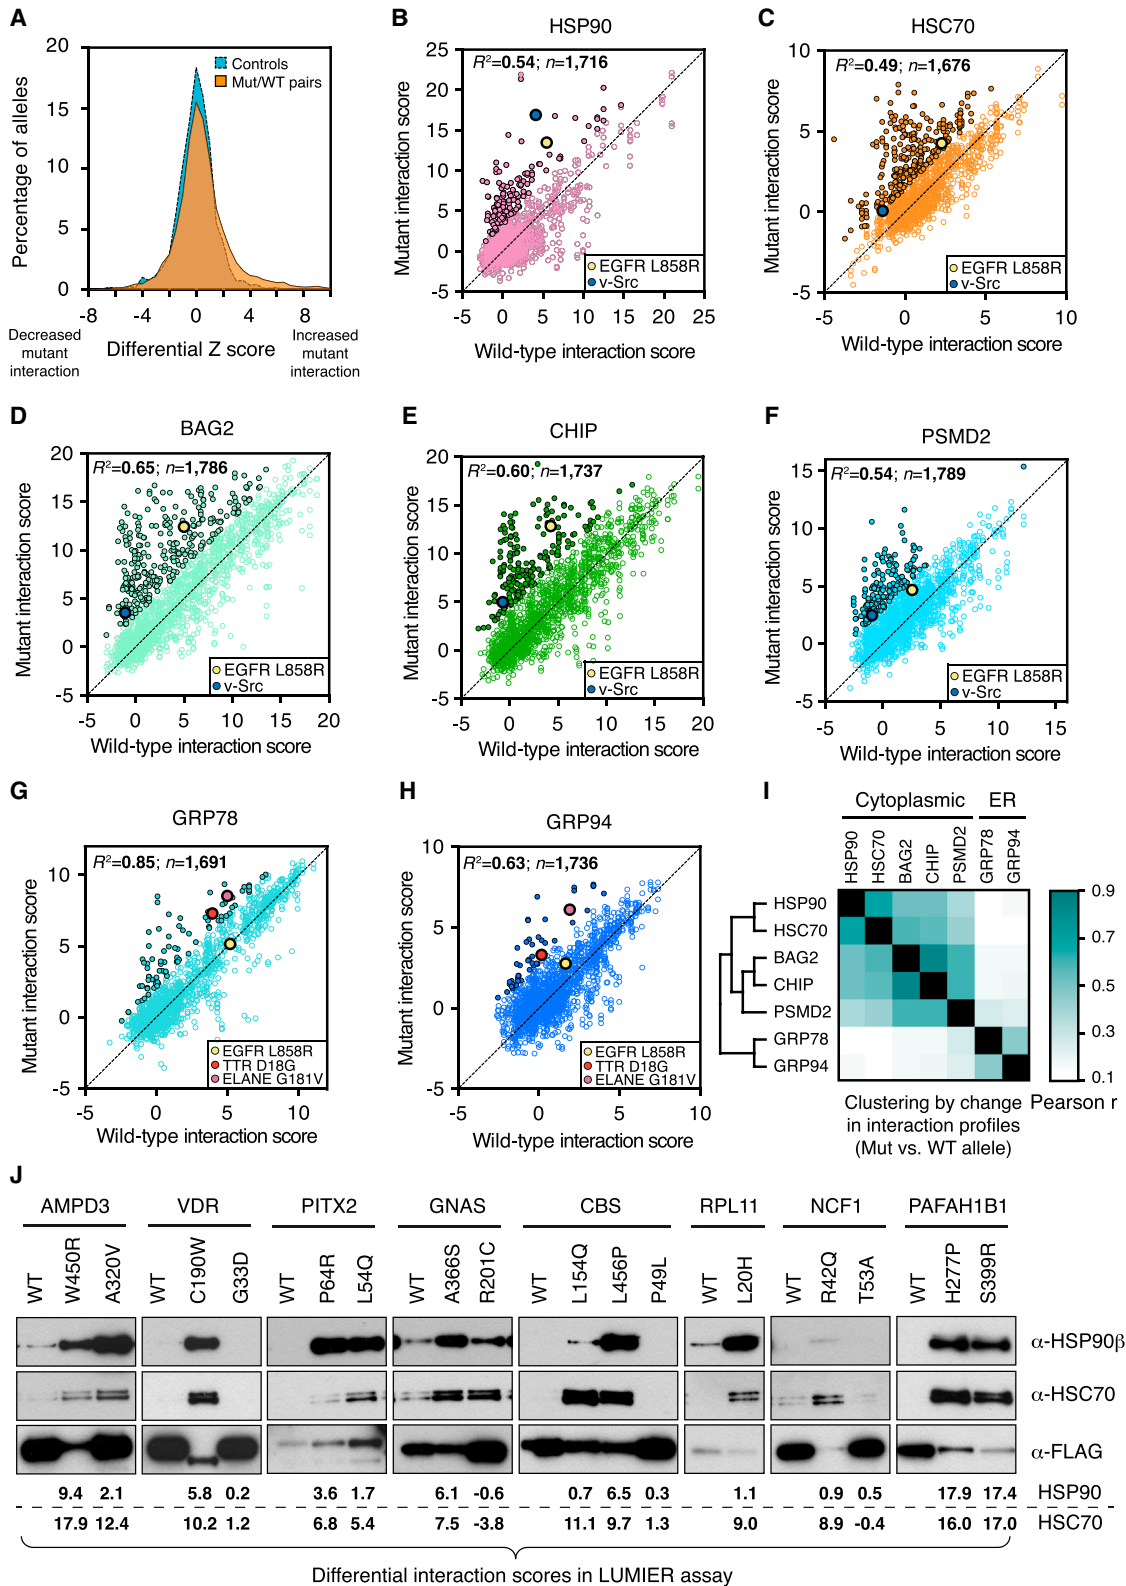 A
Percentage of alleles
20
15
10
5
0
Controls
Mut/WT pairs
-8 -4 0 4 8
Decreased mutant interaction
Differential Z score
Increased mutant interaction
B
HSP90
R²=0.54; n=1,716
Mutant interaction score
25
20
15
10
5
0
-5
EGFR L858R
v-Src
-5 0 5 10 15 20 25
Wild-type interaction score
C
HSC70
R²=0.49; n=1,676
Mutant interaction score
10
5
0
-5
EGFR L858R
v-Src
-5 0 5 10
Wild-type interaction score
D
BAG2
R²=0.65; n=1,786
Mutant interaction score
20
15
10
5
0
-5
EGFR L858R
v-Src
-5 0 5 10 15 20
Wild-type interaction score
E
CHIP
R²=0.60; n=1,737
Mutant interaction score
20
15
10
5
0
-5
EGFR L858R
v-Src
-5 0 5 10 15 20
Wild-type interaction score
F
PSMD2
R²=0.54; n=1,789
Mutant interaction score
15
10
5
0
-5
EGFR L858R
v-Src
-5 0 5 10 15
Wild-type interaction score
G
GRP78
R²=0.85; n=1,691
Mutant interaction score
10
5
0
-5
EGFR L858R
TTR D18G
ELANE G181V
-5 0 5 10
Wild-type interaction score
H
GRP94
R²=0.63; n=1,736
Mutant interaction score
10
5
0
-5
EGFR L858R
TTR D18G
ELANE G181V
-5 0 5 10
Wild-type interaction score
I
Cytoplasmic ER
HSP90 HSC70 BAG2 CHIP PSMD2 GRP78 GRP94
HSP90
HSC70
BAG2
CHIP
PSMD2
GRP78
GRP94
0.9
0.7
0.5
0.3
0.1
Clustering by change
in interaction profiles
(Mut vs. WT allele)
Pearson r
J
AMPD3 VDR PITX2 GNAS CBS RPL11 NCF1 PAFAH1B1
WT W450R A320V WT C190W G33D WT P64R L54Q WT A366S R201C WT L154Q L456P P49L WT L20H WT R42Q T53A WT H277P S399R
α-HSP90β
α-HSC70
α-FLAG
9.4 2.1 5.8 0.2 3.6 1.7 6.1 -0.6 0.7 6.5 0.3 1.1 0.9 0.5 17.9 17.4 HSP90
17.9 12.4 10.2 1.2 6.8 5.4 7.5 -3.8 11.1 9.7 1.3 9.0 8.9 -0.4 16.0 17.0 HSC70
Differential interaction scores in LUMIER assay